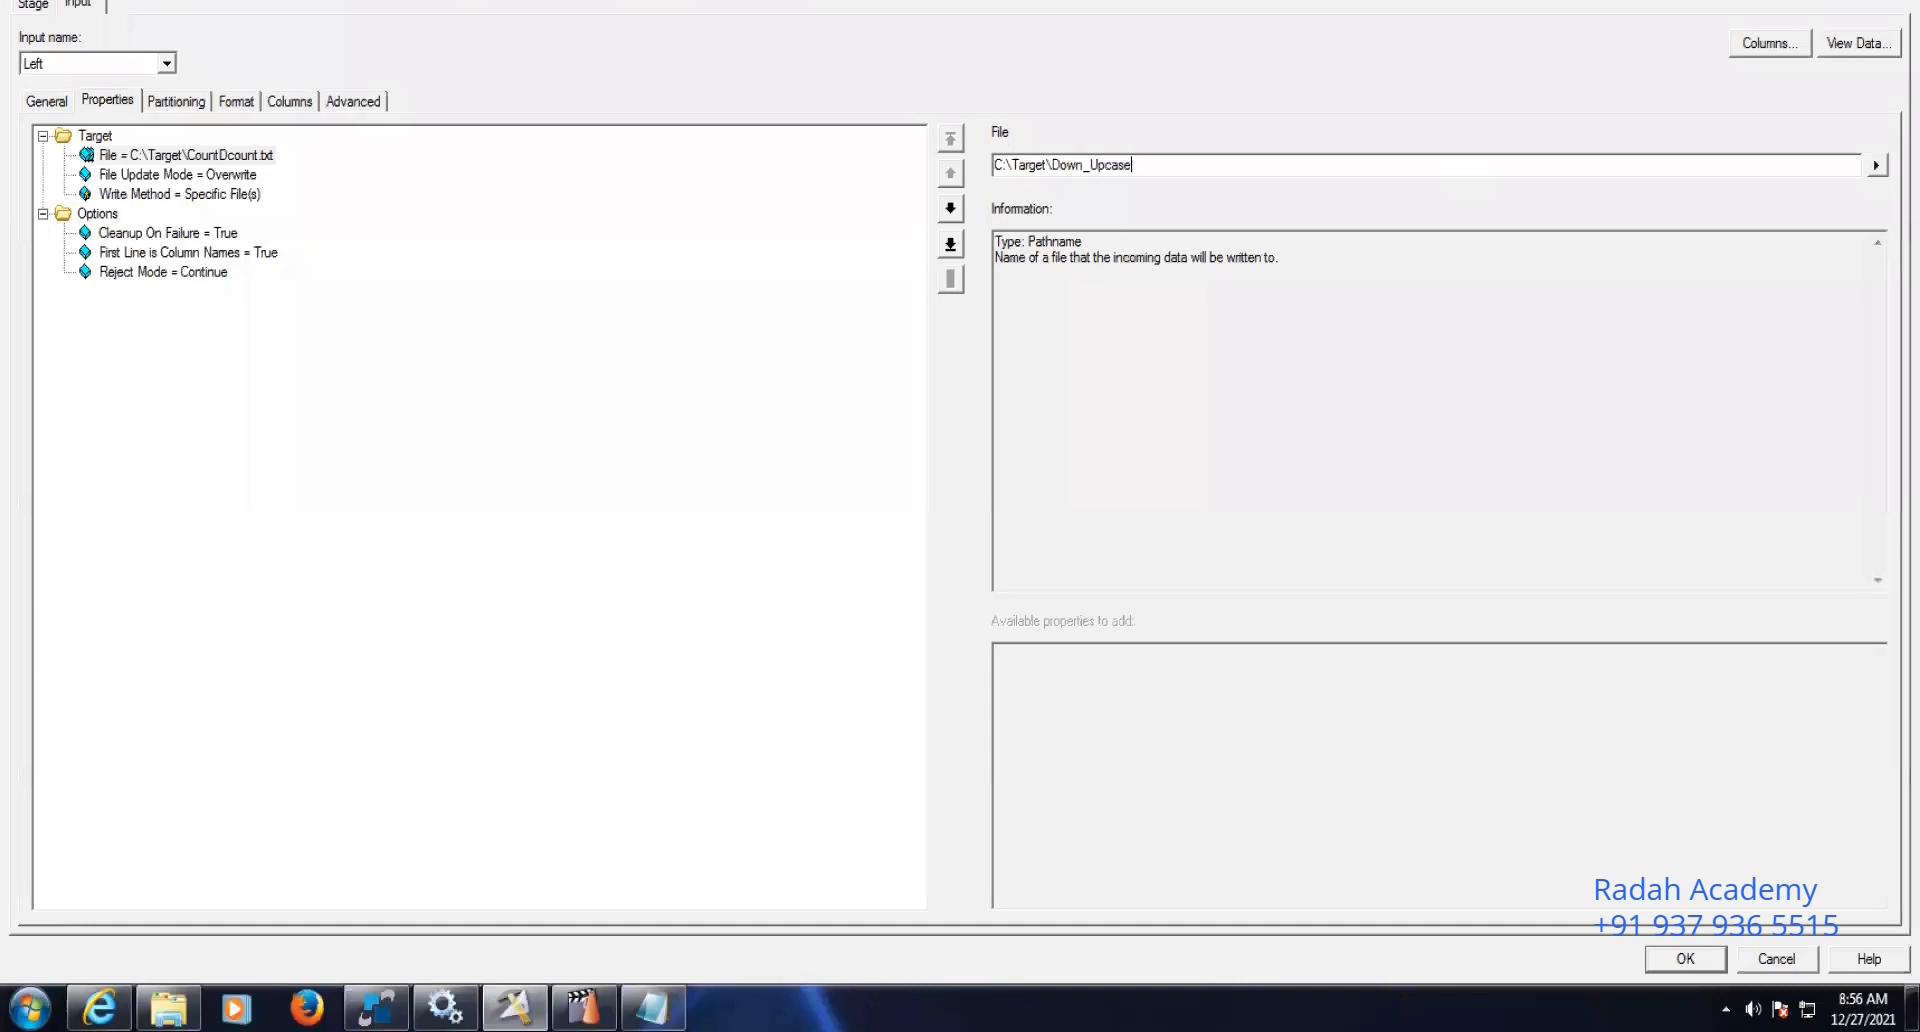 Stage Input
Input name:
Left
Columns...
View Data...
General Properties Partitioning Format Columns Advanced
Target
File = C:\Target\CountDcount.txt
File Update Mode = Overwrite
Write Method = Specific File(s)
Options
Cleanup On Failure = True
First Line is Column Names = True
Reject Mode = Continue
File
C:\Target\Down_Upcase
Information:
Type: Pathname
Name of a file that the incoming data will be written to.
Available properties to add:
Radah Academy
+91 937 936 5515
OK Cancel Help
8:56 AM
12/27/2021